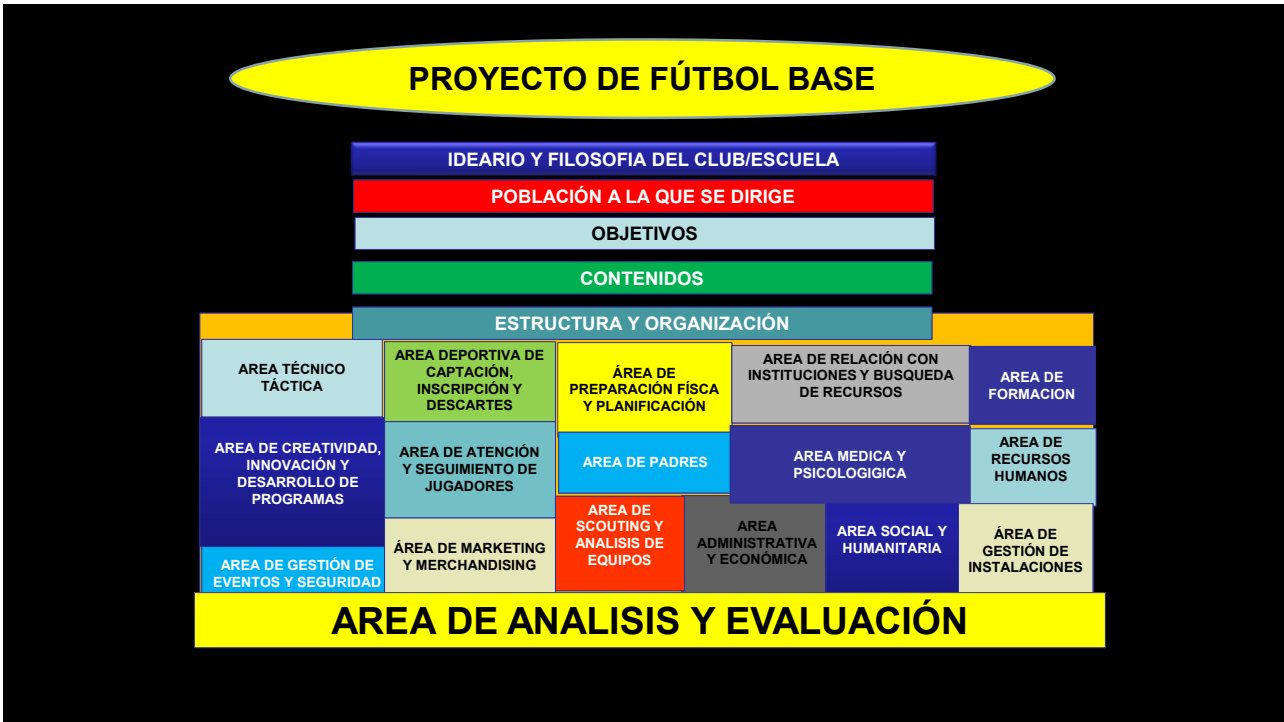 PROYECTO DE FÚTBOL BASE
IDEARIO Y FILOSOFIA DEL CLUB/ESCUELA
POBLACIÓN A LA QUE SE DIRIGE
OBJETIVOS
CONTENIDOS
ESTRUCTURA Y ORGANIZACIÓN
AREA TÉCNICO
TÁCTICA
AREA DEPORTIVA DE
CAPTACIÓN,
INSCRIPCIÓN Y
DESCARTES
ÁREA DE
PREPARACIÓN FÍSCA
Y PLANIFICACIÓN
AREA DE RELACIÓN CON
INSTITUCIONES Y BUSQUEDA
DE RECURSOS
AREA DE
FORMACION
AREA DE CREATIVIDAD,
INNOVACIÓN Y
DESARROLLO DE
PROGRAMAS
AREA DE ATENCIÓN
Y SEGUIMIENTO DE
JUGADORES
AREA DE PADRES
AREA MEDICA Y
PSICOLOGIGICA
AREA DE
RECURSOS
HUMANOS
AREA DE GESTIÓN DE
EVENTOS Y SEGURIDAD
ÁREA DE MARKETING
Y MERCHANDISING
AREA DE
SCOUTING Y
ANALISIS DE
EQUIPOS
AREA
ADMINISTRATIVA
Y ECONÓMICA
AREA SOCIAL Y
HUMANITARIA
ÁREA DE
GESTIÓN DE
INSTALACIONES
AREA DE ANALISIS Y EVALUACIÓN